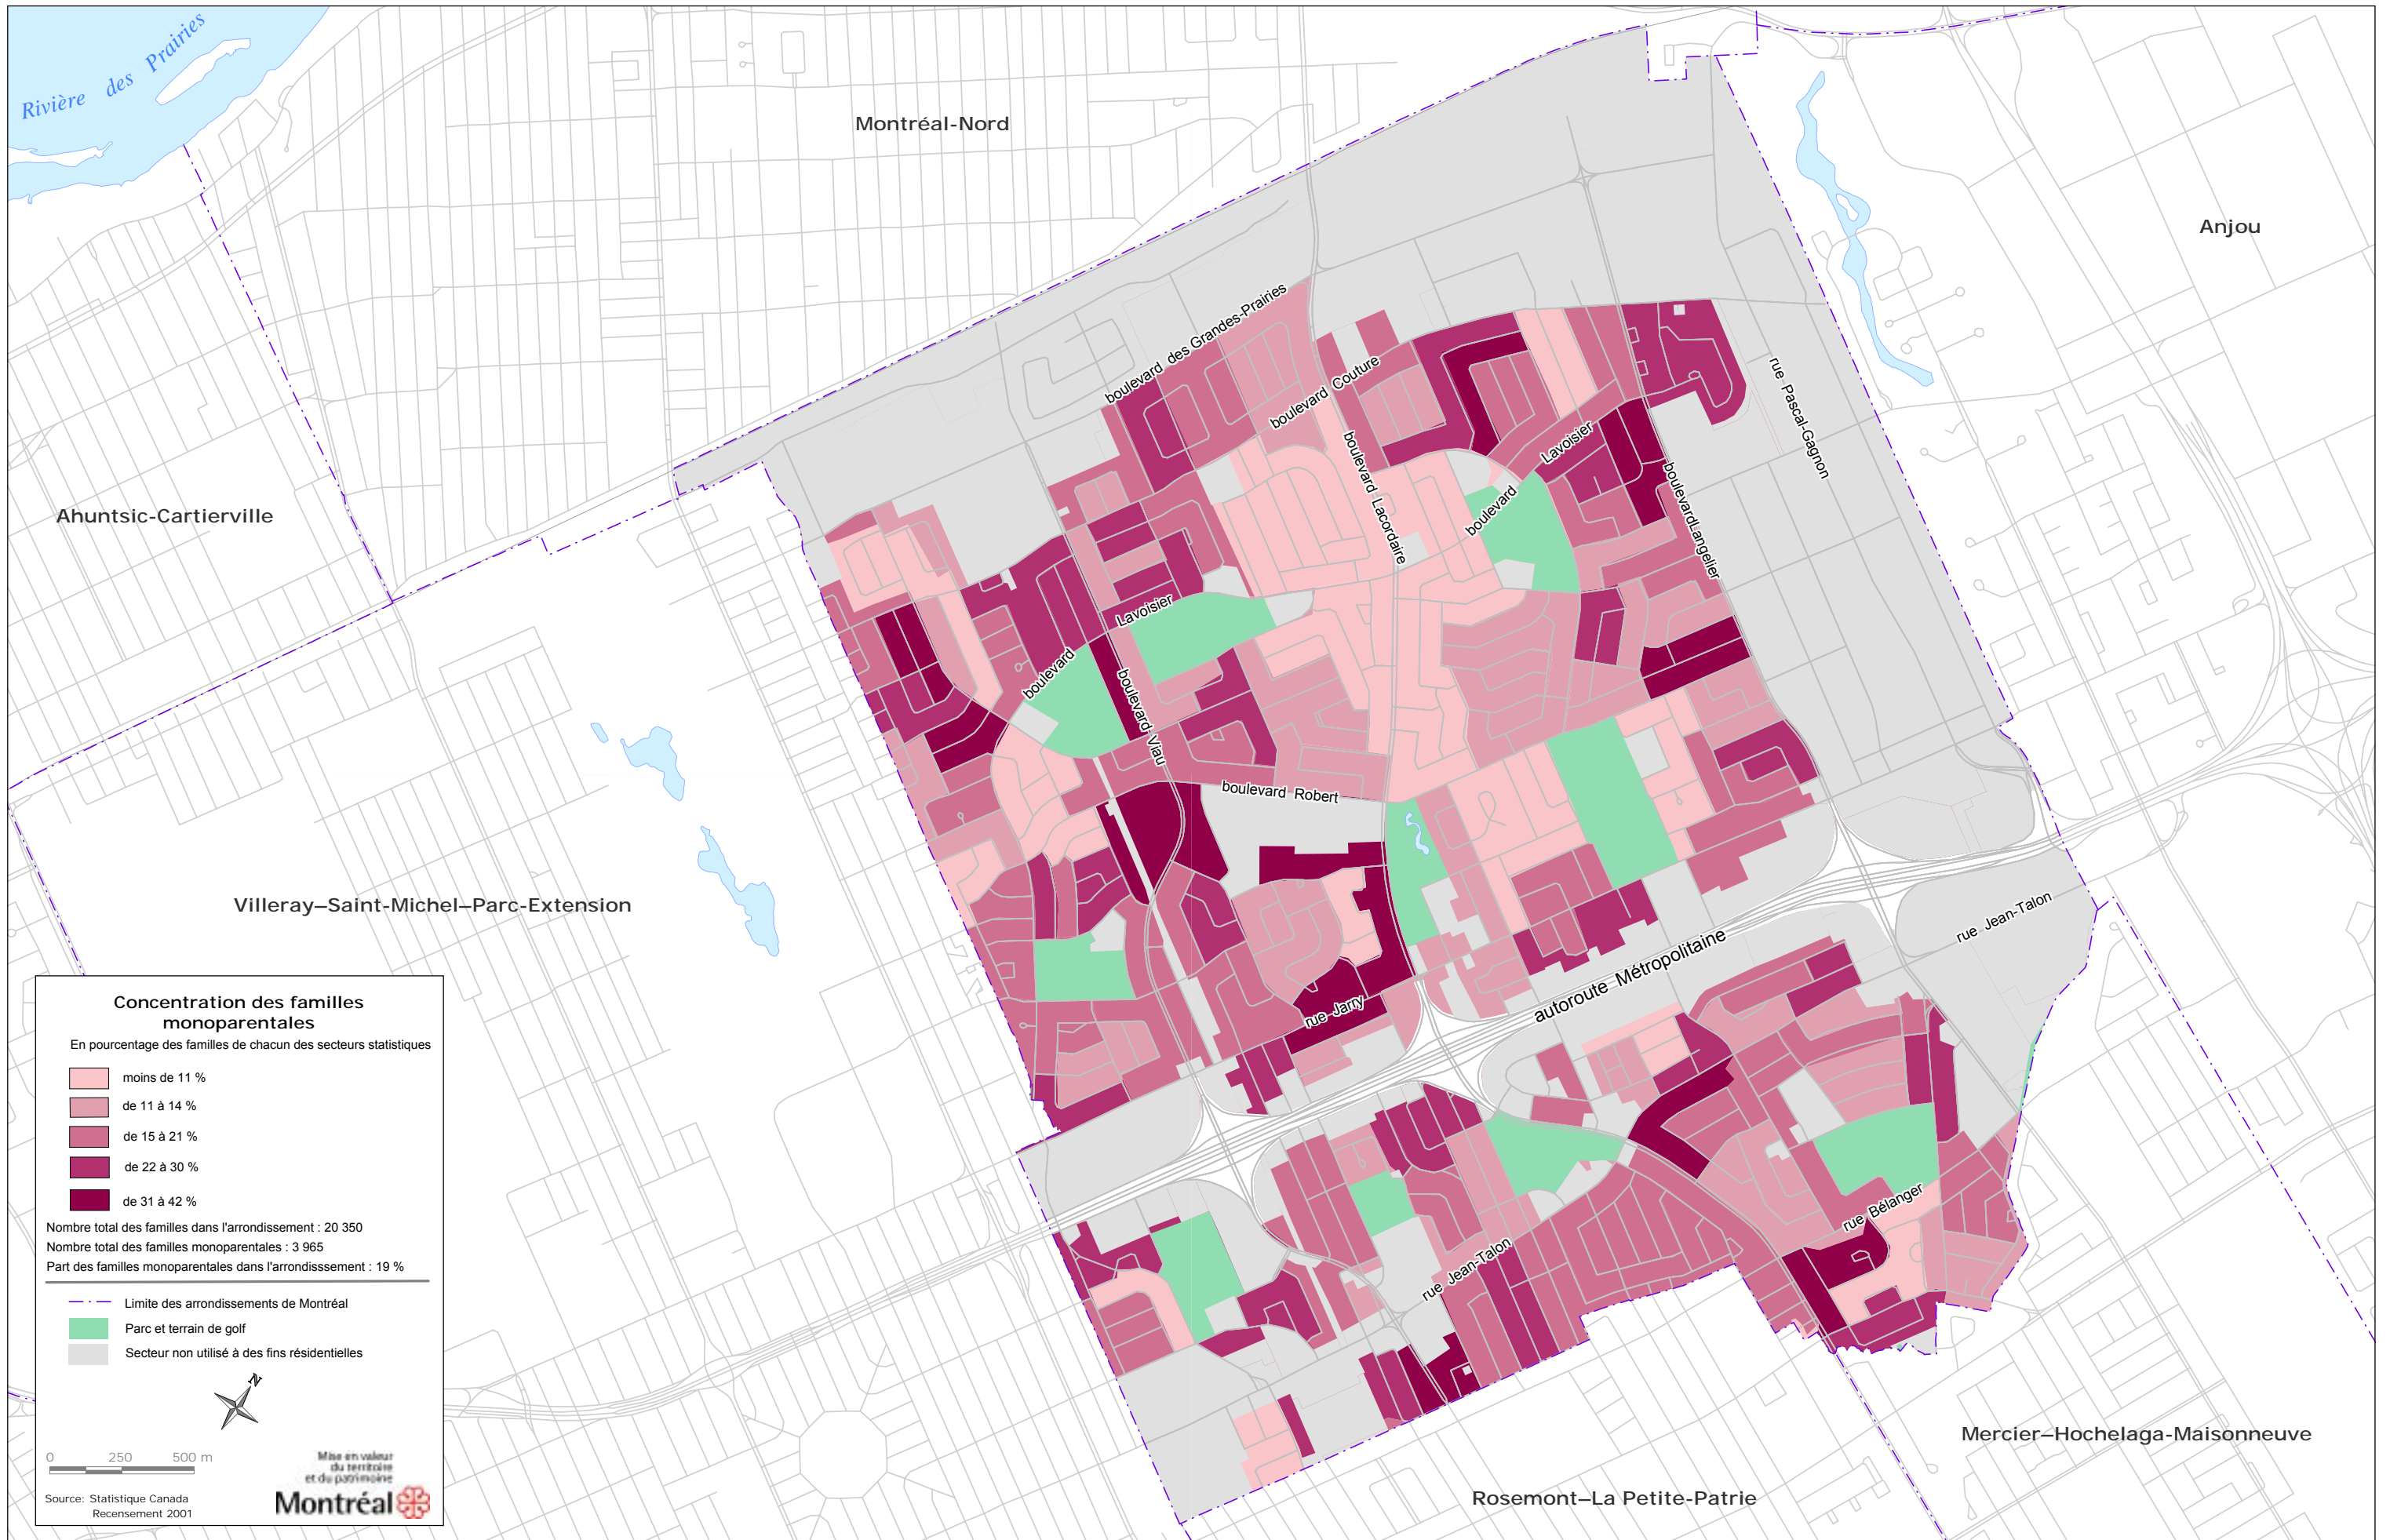 Rivière des Prairies
Montréal-Nord
Anjou
Ahuntsic-Cartierville
Villeray–Saint-Michel–Parc-Extension
Mercier–Hochelaga-Maisonneuve
Rosemont–La Petite-Patrie
boulevard des Grandes-Prairies
boulevard Couture
boulevard Lacordaire
boulevard Lavoisier
rue Pascal-Gagnon
boulevard Langelier
boulevard Lavoisier
boulevard Viau
boulevard Robert
rue Jarry
autoroute Métropolitaine
rue Jean-Talon
rue Jean-Talon
rue Bélanger
Concentration des familles
monoparentales
En pourcentage des familles de chacun des secteurs statistiques
moins de 11 %
de 11 à 14 %
de 15 à 21 %
de 22 à 30 %
de 31 à 42 %
Nombre total des familles dans l'arrondissement : 20 350
Nombre total des familles monoparentales : 3 965
Part des familles monoparentales dans l'arrondisssement : 19 %
Limite des arrondissements de Montréal
Parc et terrain de golf
Secteur non utilisé à des fins résidentielles
N
0 250 500 m
Source: Statistique Canada
Recensement 2001
Mise en valeur
du territoire
et du patrimoine
Montréal